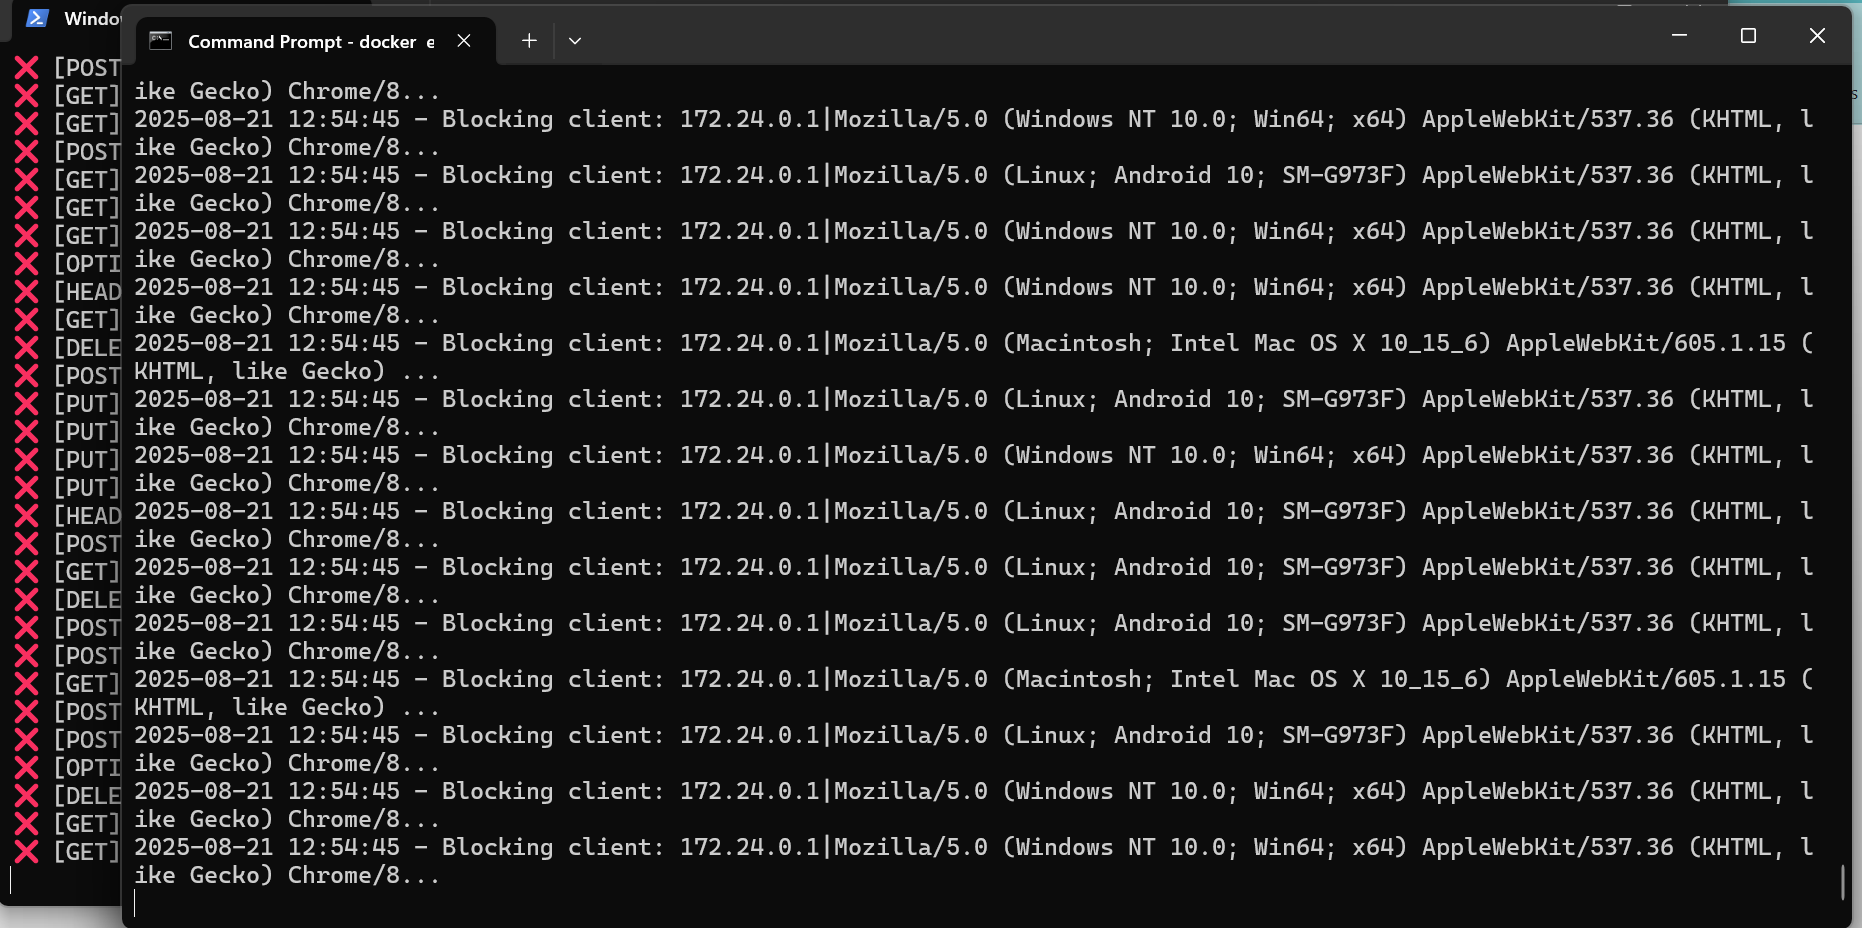 Windo
Command Prompt - docker e
[POST
[GET]
[GET]
[POST
[GET]
[GET]
[GET]
[OPTI
[HEAD
[GET]
[DELE
[POST
[PUT]
[PUT]
[PUT]
[PUT]
[HEAD
[POST
[GET]
[DELE
[POST
[POST
[GET]
[POST
[POST
[OPTI
[DELE
[GET]
[GET]
ike Gecko) Chrome/8...
2025-08-21 12:54:45 - Blocking client: 172.24.0.1|Mozilla/5.0 (Windows NT 10.0; Win64; x64) AppleWebKit/537.36 (KHTML, l
ike Gecko) Chrome/8...
2025-08-21 12:54:45 - Blocking client: 172.24.0.1|Mozilla/5.0 (Linux; Android 10; SM-G973F) AppleWebKit/537.36 (KHTML, l
ike Gecko) Chrome/8...
2025-08-21 12:54:45 - Blocking client: 172.24.0.1|Mozilla/5.0 (Windows NT 10.0; Win64; x64) AppleWebKit/537.36 (KHTML, l
ike Gecko) Chrome/8...
2025-08-21 12:54:45 - Blocking client: 172.24.0.1|Mozilla/5.0 (Windows NT 10.0; Win64; x64) AppleWebKit/537.36 (KHTML, l
ike Gecko) Chrome/8...
2025-08-21 12:54:45 - Blocking client: 172.24.0.1|Mozilla/5.0 (Macintosh; Intel Mac OS X 10_15_6) AppleWebKit/605.1.15 (
KHTML, like Gecko) ...
2025-08-21 12:54:45 - Blocking client: 172.24.0.1|Mozilla/5.0 (Linux; Android 10; SM-G973F) AppleWebKit/537.36 (KHTML, l
ike Gecko) Chrome/8...
2025-08-21 12:54:45 - Blocking client: 172.24.0.1|Mozilla/5.0 (Windows NT 10.0; Win64; x64) AppleWebKit/537.36 (KHTML, l
ike Gecko) Chrome/8...
2025-08-21 12:54:45 - Blocking client: 172.24.0.1|Mozilla/5.0 (Linux; Android 10; SM-G973F) AppleWebKit/537.36 (KHTML, l
ike Gecko) Chrome/8...
2025-08-21 12:54:45 - Blocking client: 172.24.0.1|Mozilla/5.0 (Linux; Android 10; SM-G973F) AppleWebKit/537.36 (KHTML, l
ike Gecko) Chrome/8...
2025-08-21 12:54:45 - Blocking client: 172.24.0.1|Mozilla/5.0 (Linux; Android 10; SM-G973F) AppleWebKit/537.36 (KHTML, l
ike Gecko) Chrome/8...
2025-08-21 12:54:45 - Blocking client: 172.24.0.1|Mozilla/5.0 (Macintosh; Intel Mac OS X 10_15_6) AppleWebKit/605.1.15 (
KHTML, like Gecko) ...
2025-08-21 12:54:45 - Blocking client: 172.24.0.1|Mozilla/5.0 (Linux; Android 10; SM-G973F) AppleWebKit/537.36 (KHTML, l
ike Gecko) Chrome/8...
2025-08-21 12:54:45 - Blocking client: 172.24.0.1|Mozilla/5.0 (Windows NT 10.0; Win64; x64) AppleWebKit/537.36 (KHTML, l
ike Gecko) Chrome/8...
2025-08-21 12:54:45 - Blocking client: 172.24.0.1|Mozilla/5.0 (Windows NT 10.0; Win64; x64) AppleWebKit/537.36 (KHTML, l
ike Gecko) Chrome/8...
s